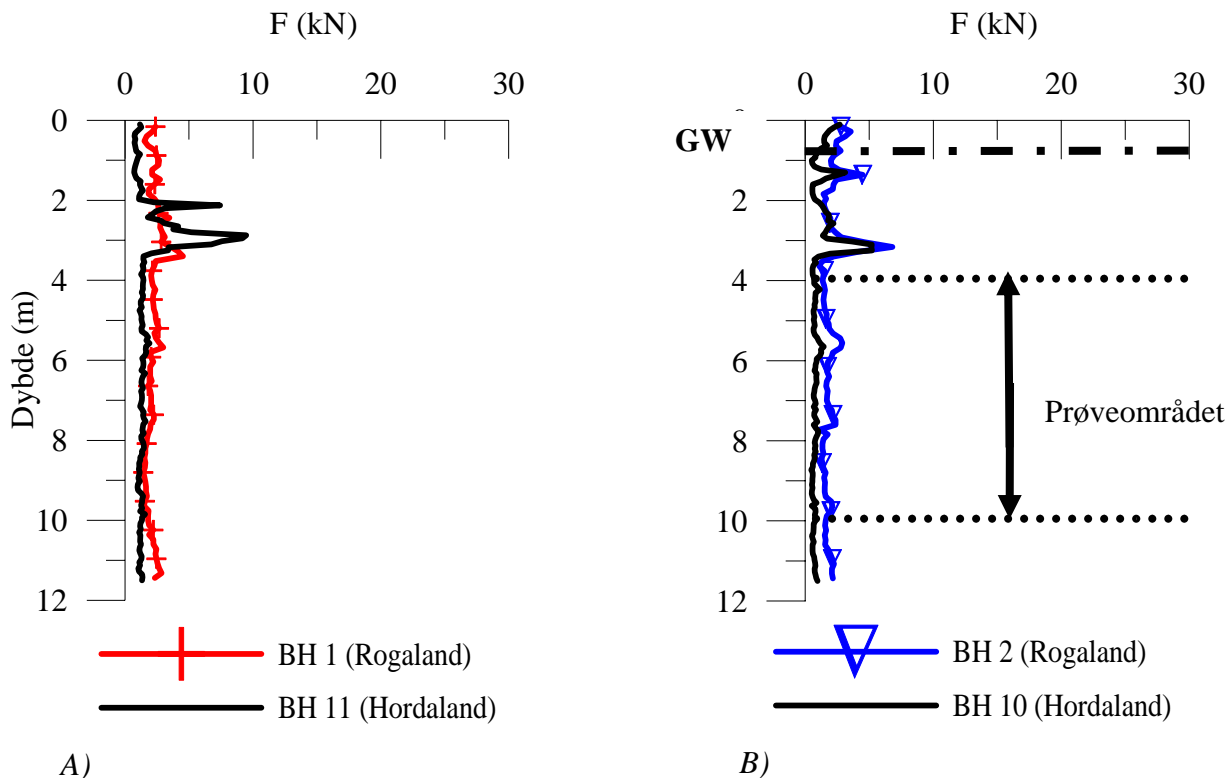 F (kN)
0 10 20 30
0
2
4
6
8
10
12
Dybde (m)
BH 1 (Rogaland)
BH 11 (Hordaland)
A)
F (kN)
0 10 20 30
0
GW
2
4
6
8
10
12
Prøveområdet
BH 2 (Rogaland)
BH 10 (Hordaland)
B)